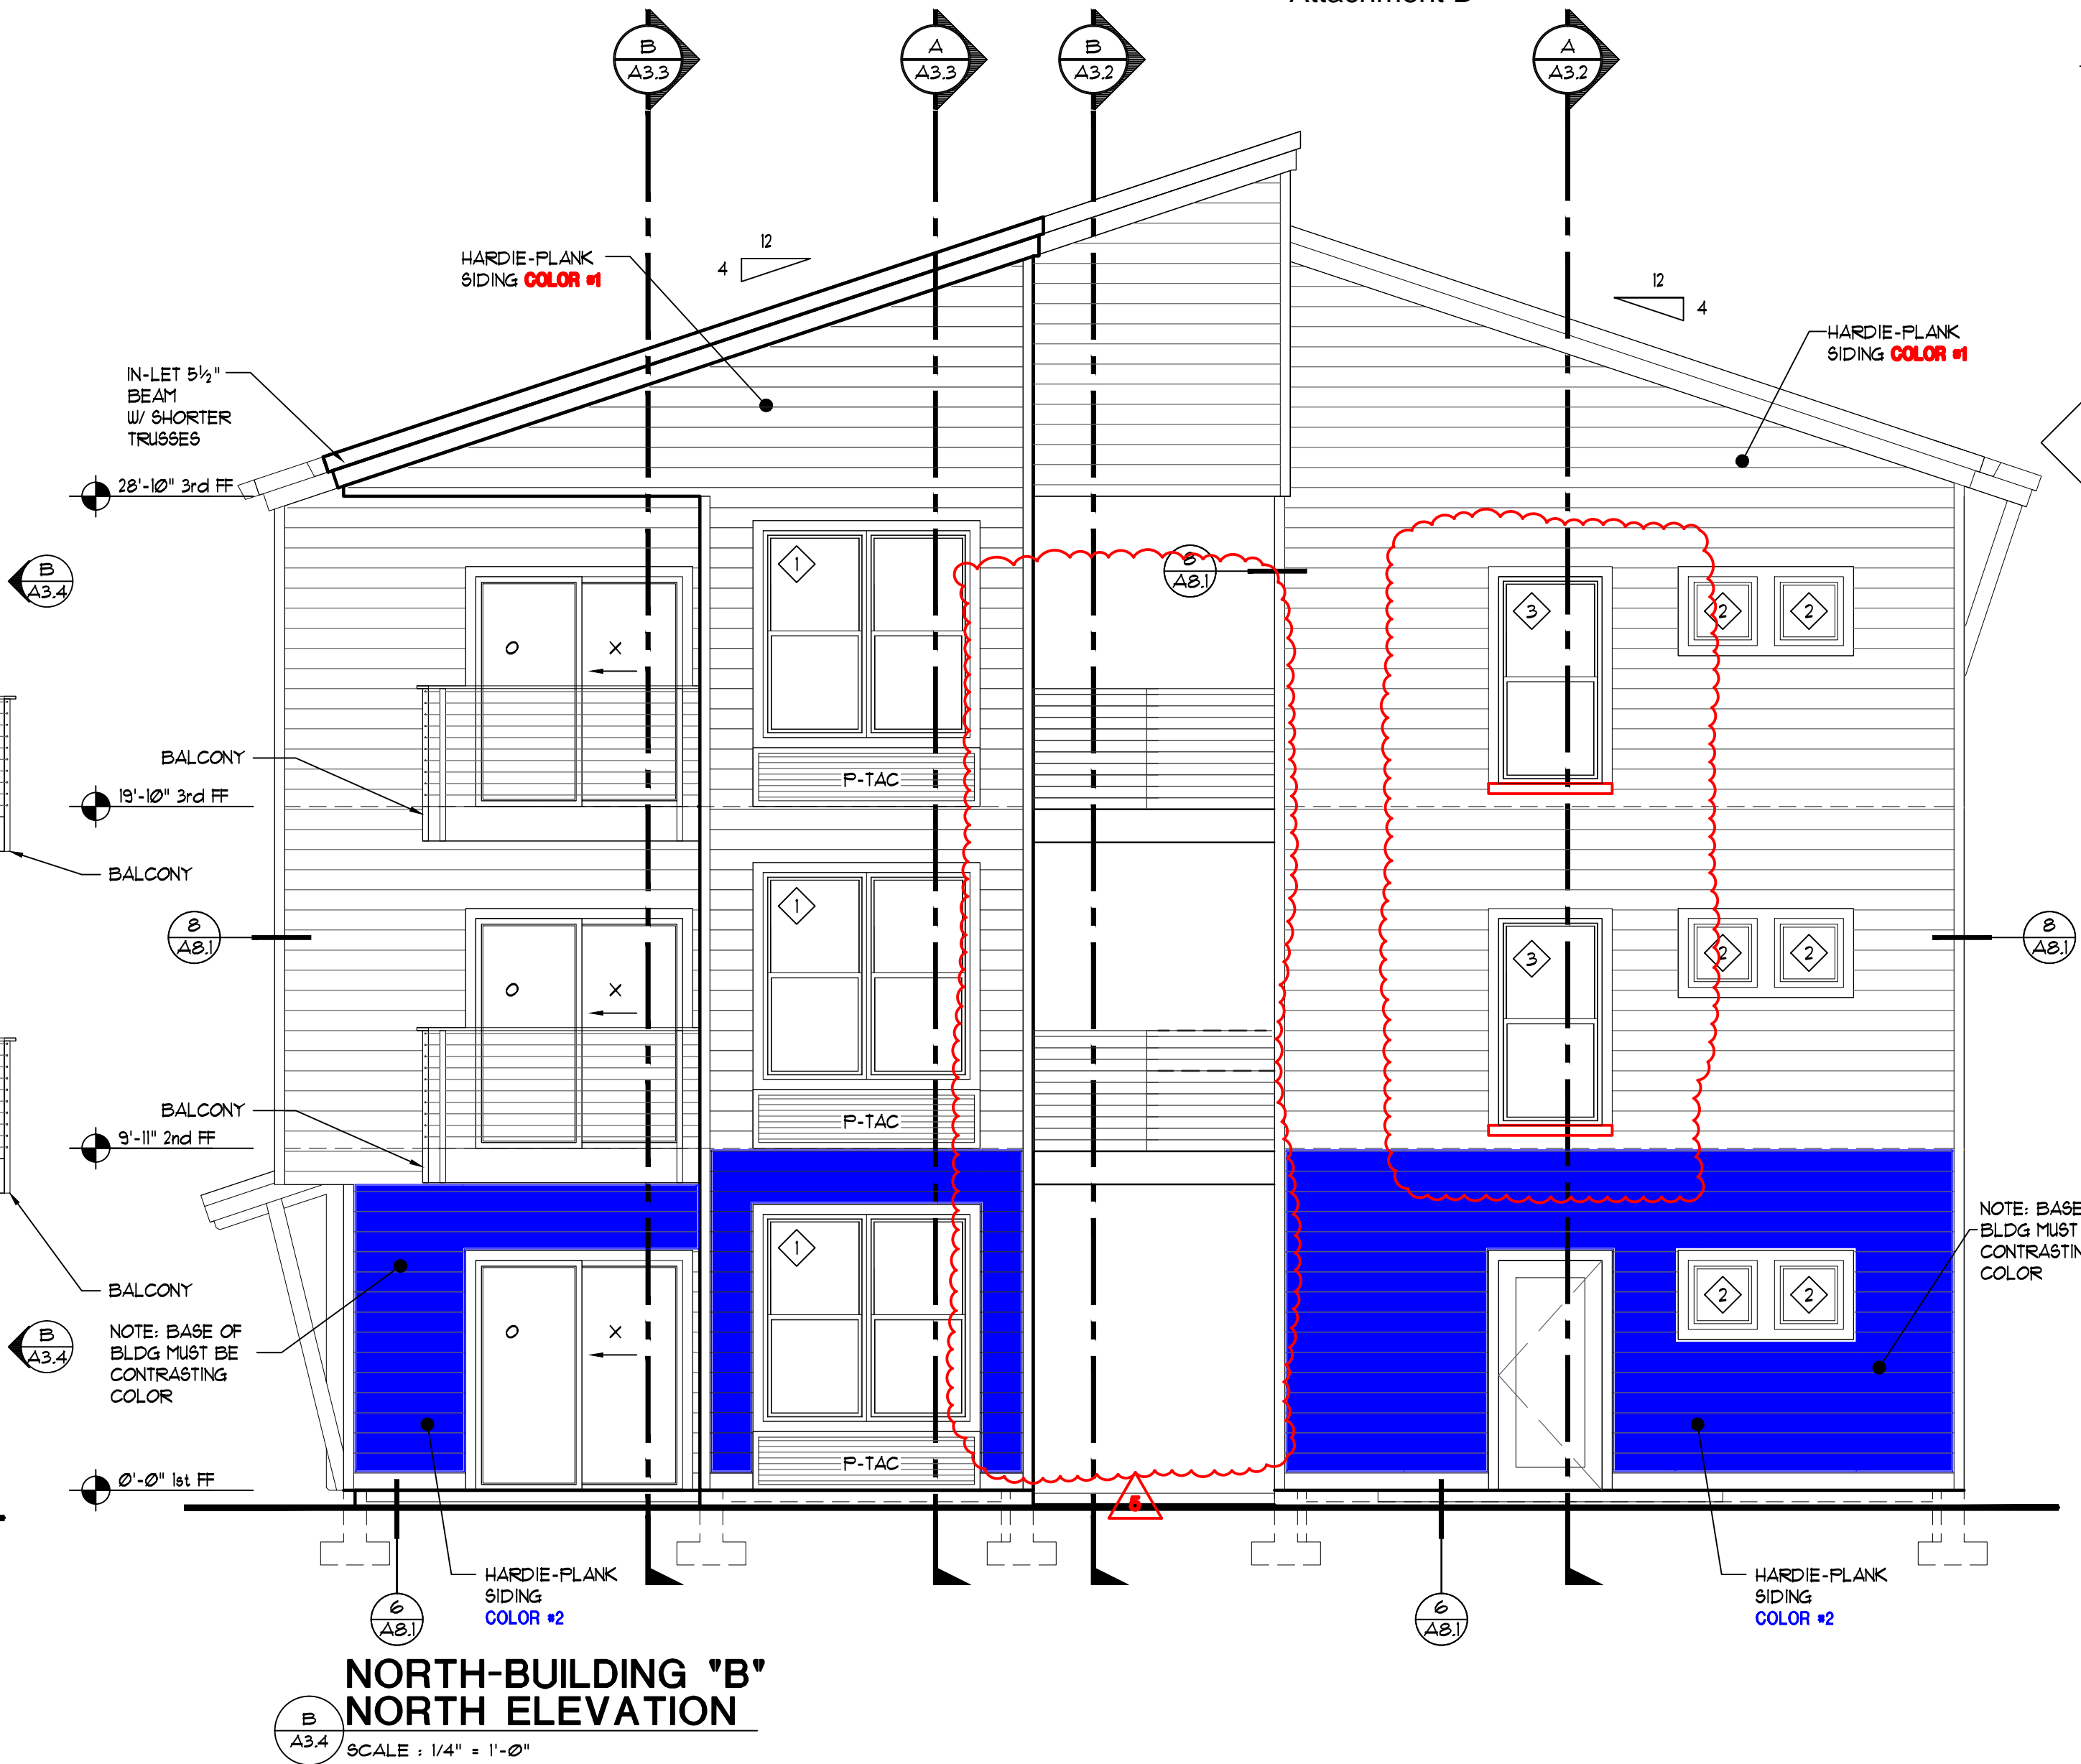 Attachment B
B
A3.3
A
A3.3
B
A3.2
A
A3.2
HARDIE-PLANK
SIDING COLOR #1
12
4
12
4
HARDIE-PLANK
SIDING COLOR #1
IN-LET 5½"
BEAM
W/ SHORTER
TRUSSES
28'-10" 3rd FF
B
A3.4
8
A8.1
1
3
2
2
O
X
BALCONY
P-TAC
19'-10" 3rd FF
BALCONY
8
A8.1
1
3
2
2
8
A8.1
O
X
BALCONY
P-TAC
9'-11" 2nd FF
BALCONY
NOTE: BASE
BLDG MUST
CONTRASTIN
COLOR
1
2
2
B
A3.4
NOTE: BASE OF
BLDG MUST BE
CONTRASTING
COLOR
O
X
P-TAC
0'-0" 1st FF
5
HARDIE-PLANK
SIDING
COLOR #2
HARDIE-PLANK
SIDING
COLOR #2
6
A8.1
6
A8.1
NORTH-BUILDING "B"
NORTH ELEVATION
B
A3.4
SCALE : 1/4" = 1'-0"